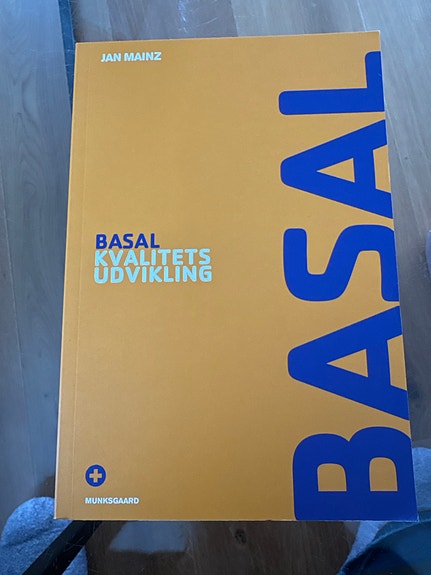 JAN MAINZ
BASAL
KVALITETS
UDVIKLING
BASAL
MUNKSGAARD